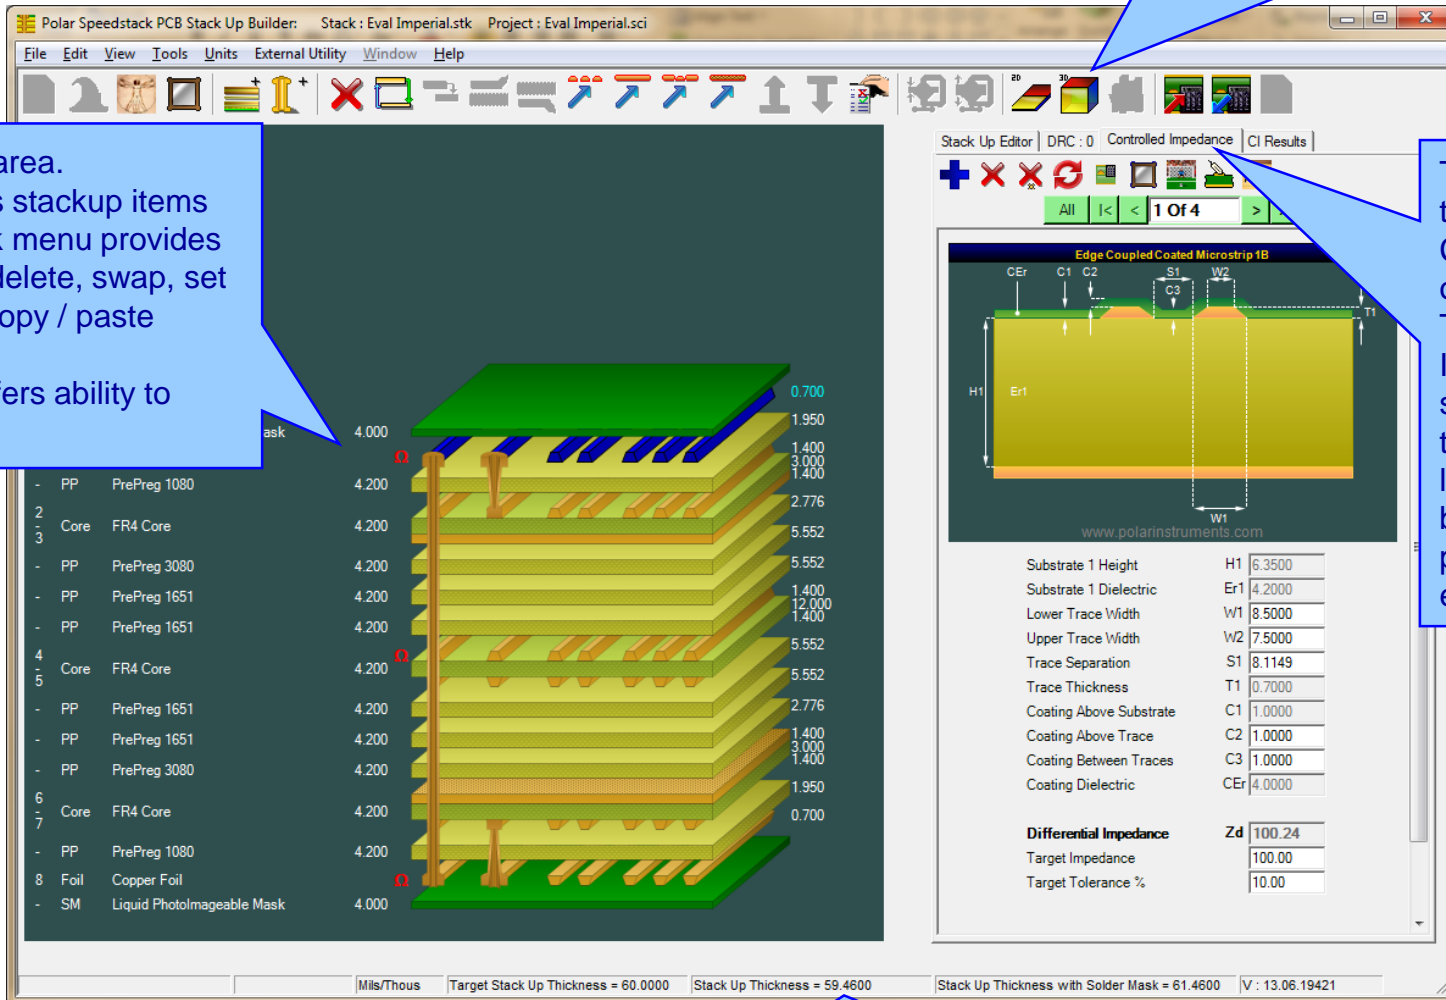 Polar Speedstack PCB Stack Up Builder: Stack : Eval Imperial.stk Project : Eval Imperial.sci
File Edit View Tools Units External Utility Window Help
2D 3D
area.
s stackup items
k menu provides
delete, swap, set
opy / paste
fers ability to
Stack Up Editor DRC : 0 Controlled Impedance CI Results
All |< < 1 Of 4 >
Edge Coupled Coated Microstrip 1B
CEr C1 C2 S1 W2
C3
T1
H1 Er1
W1
www.polarinstruments.com
ask 4.000
- PP PrePreg 1080 4.200
2 - 3 Core FR4 Core 4.200
- PP PrePreg 3080 4.200
- PP PrePreg 1651 4.200
- PP PrePreg 1651 4.200
4 - 5 Core FR4 Core 4.200
- PP PrePreg 1651 4.200
- PP PrePreg 1651 4.200
- PP PrePreg 3080 4.200
6 - 7 Core FR4 Core 4.200
- PP PrePreg 1080 4.200
8 Foil Copper Foil
- SM Liquid PhotoImageable Mask 4.000
Ω
Ω
Ω
0.700
1.950
1.400
3.000
1.400
2.776
5.552
5.552
1.400
12.000
1.400
5.552
5.552
2.776
1.400
3.000
1.400
1.950
0.700
Substrate 1 Height H1 6.3500
Substrate 1 Dielectric Er1 4.2000
Lower Trace Width W1 8.5000
Upper Trace Width W2 7.5000
Trace Separation S1 8.1149
Trace Thickness T1 0.7000
Coating Above Substrate C1 1.0000
Coating Above Trace C2 1.0000
Coating Between Traces C3 1.0000
Coating Dielectric CEr 4.0000
Differential Impedance Zd 100.24
Target Impedance 100.00
Target Tolerance % 10.00
Mils/Thous Target Stack Up Thickness = 60.0000 Stack Up Thickness = 59.4600 Stack Up Thickness with Solder Mask = 61.4600 V : 13.06.19421